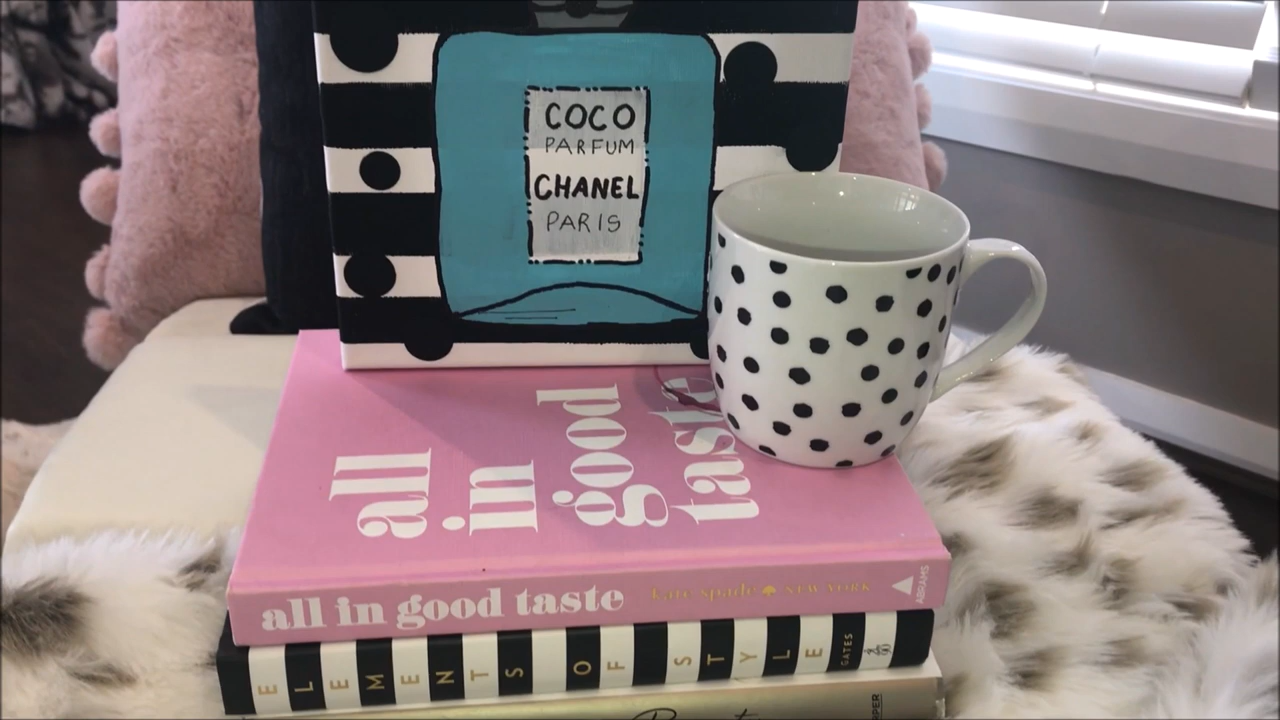 COCO
PARFUM
CHANEL
PARIS
all
in
good
taste
all in good taste kate spade NEW YORK ABRAMS
ELEMENTS OF STYLE GATES